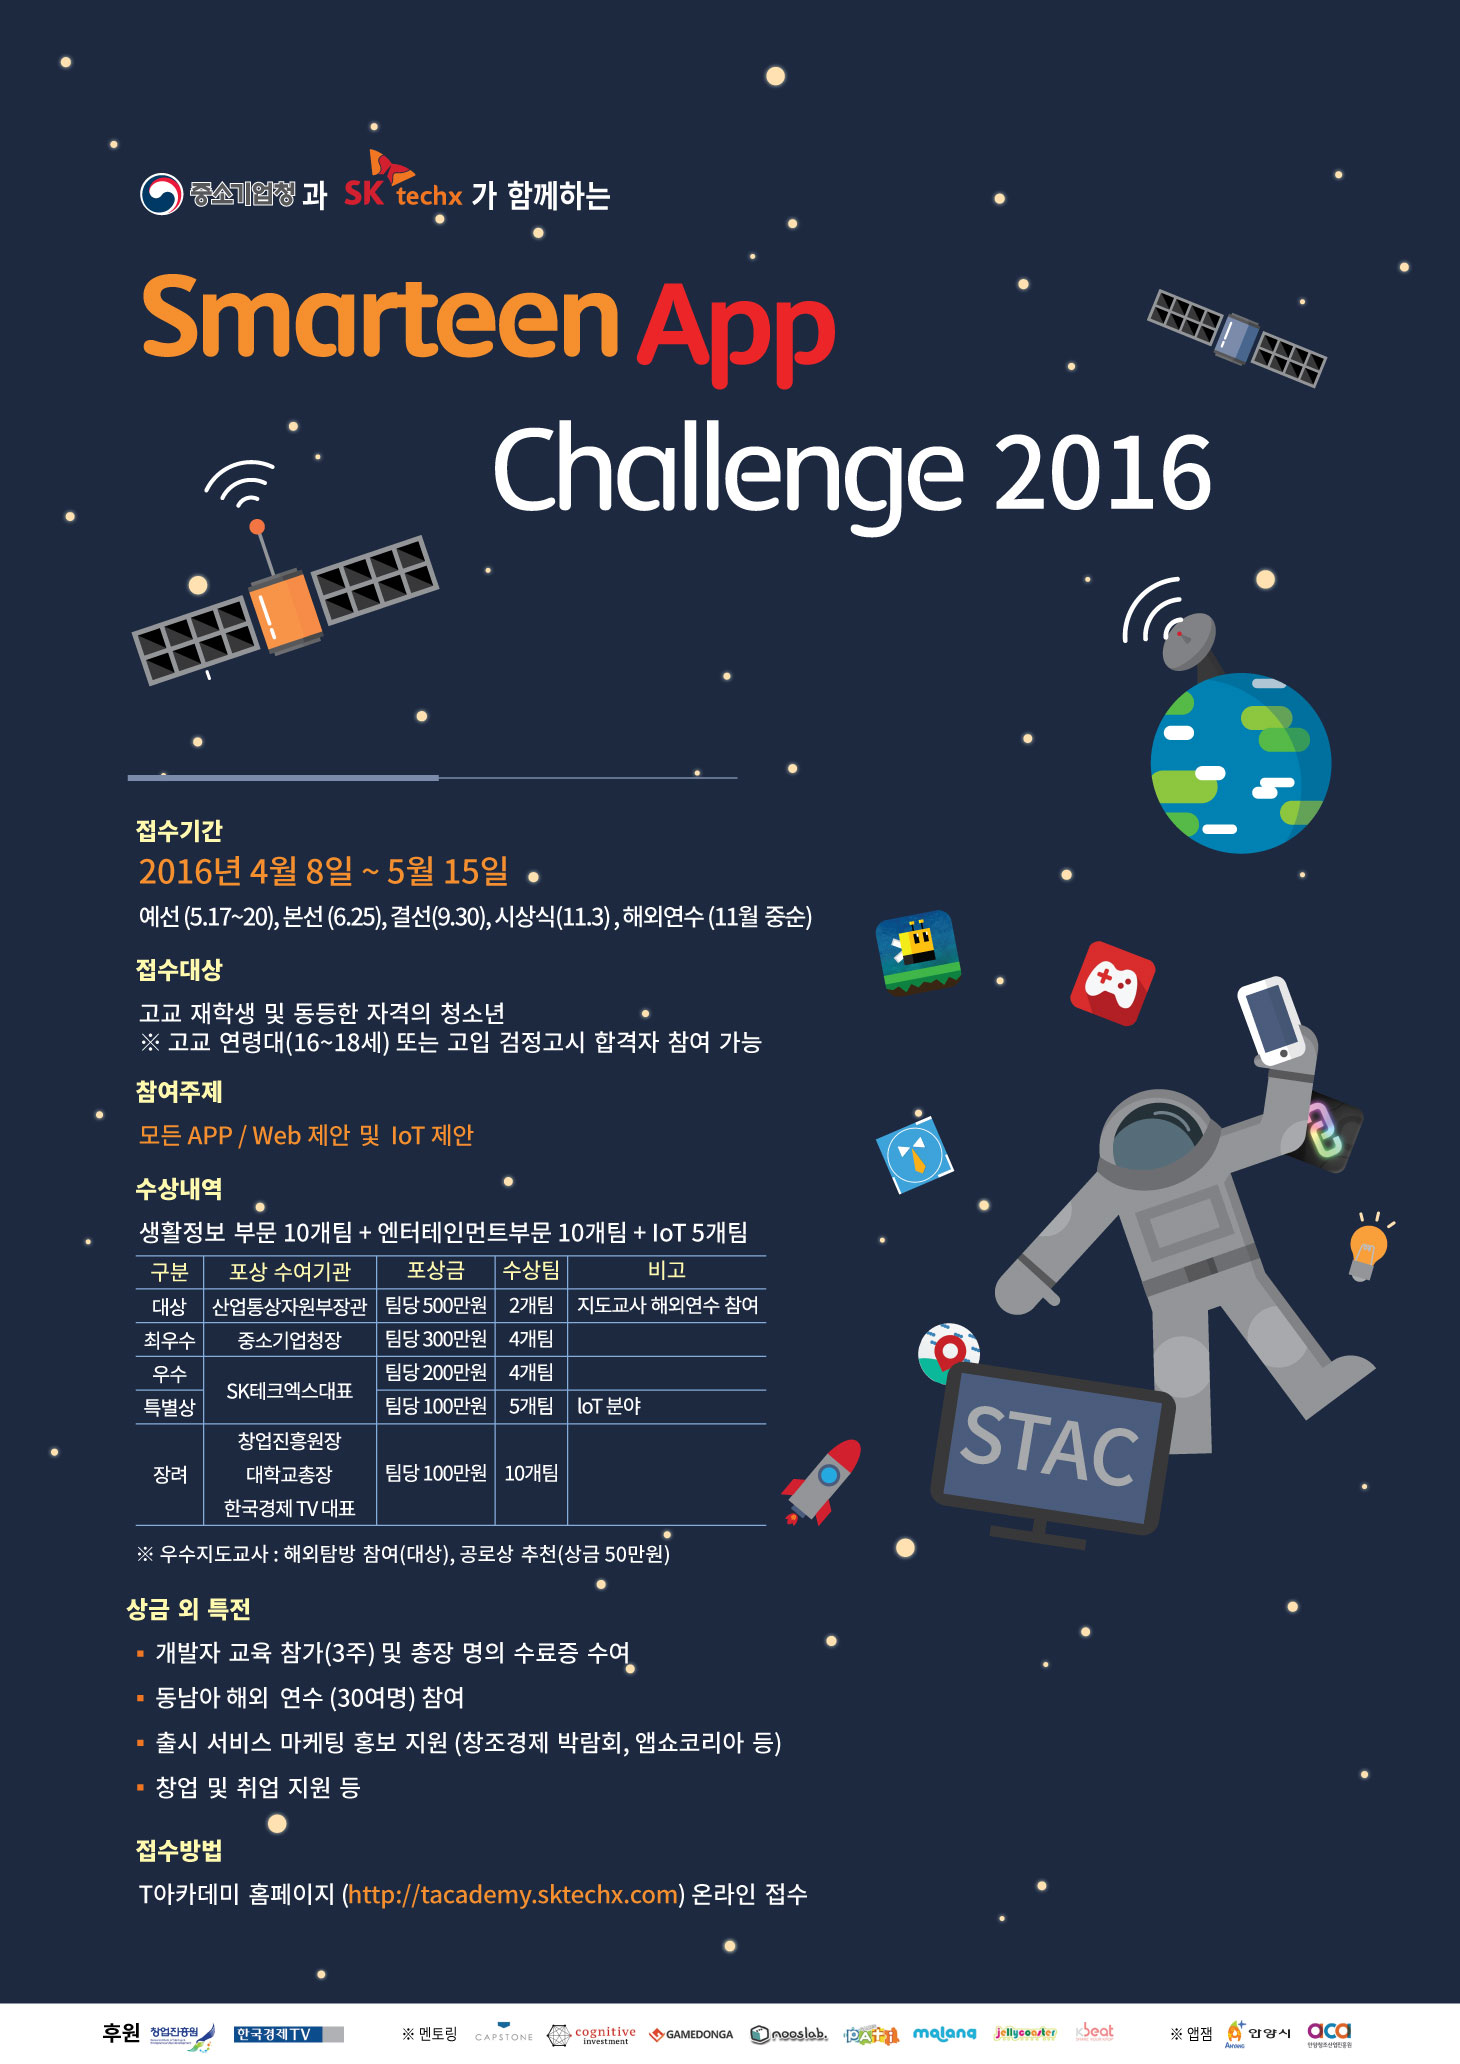 중소기업청 과 SK techx 가 함께하는
Smarteen App
Challenge 2016
접수기간
2016년 4월 8일 ~ 5월 15일
예선 (5.17~20), 본선 (6.25), 결선(9.30), 시상식(11.3) , 해외연수 (11월 중순)
접수대상
고교 재학생 및 동등한 자격의 청소년
※ 고교 연령대(16~18세) 또는 고입 검정고시 합격자 참여 가능
참여주제
모든 APP / Web 제안 및 IoT 제안
수상내역
생활정보 부문 10개팀 + 엔터테인먼트부문 10개팀 + IoT 5개팀
구분 포상 수여기관 포상금 수상팀 비고
대상 산업통상자원부장관 팀당 500만원 2개팀 지도교사 해외연수 참여
최우수 중소기업청장 팀당 300만원 4개팀
우수 SK테크엑스대표 팀당 200만원 4개팀
특별상 팀당 100만원 5개팀 IoT 분야
장려 창업진흥원장 대학교총장 한국경제 TV 대표 팀당 100만원 10개팀
※ 우수지도교사 : 해외탐방 참여(대상), 공로상 추천(상금 50만원)
STAC
상금 외 특전
▪ 개발자 교육 참가(3주) 및 총장 명의 수료증 수여
▪ 동남아 해외 연수 (30여명) 참여
▪ 출시 서비스 마케팅 홍보 지원 (창조경제 박람회, 앱쇼코리아 등)
▪ 창업 및 취업 지원 등
접수방법
T아카데미 홈페이지 (http://tacademy.sktechx.com) 온라인 접수
후원 창업진흥원 한국경제TV ※ 멘토링 CAPSTONE cognitive investment GAMEDONGA nooslab. PATI malang jellycoaster kbeat ※ 앱잼 ANYANG 안양시 aca